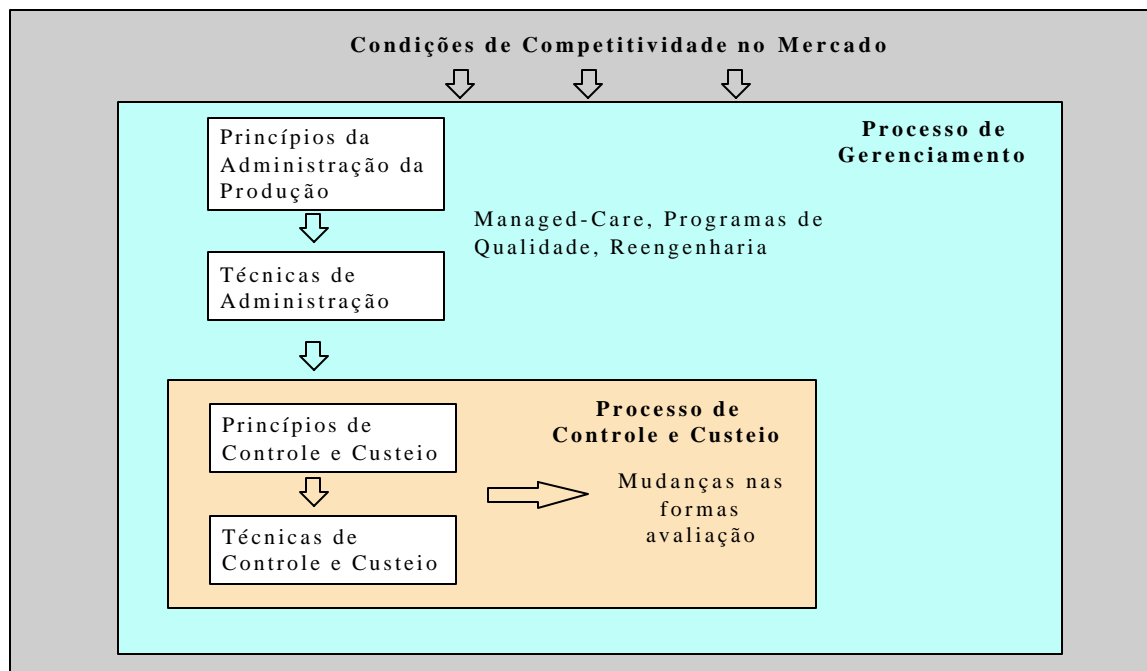 Condições de Competitividade no Mercado
Processo de
Gerenciamento
Princípios da
Administração da
Produção
Managed-Care, Programas de
Qualidade, Reengenharia
Técnicas de
Administração
Processo de
Controle e Custeio
Princípios de
Controle e Custeio
Mudanças nas
formas
avaliação
Técnicas de
Controle e Custeio